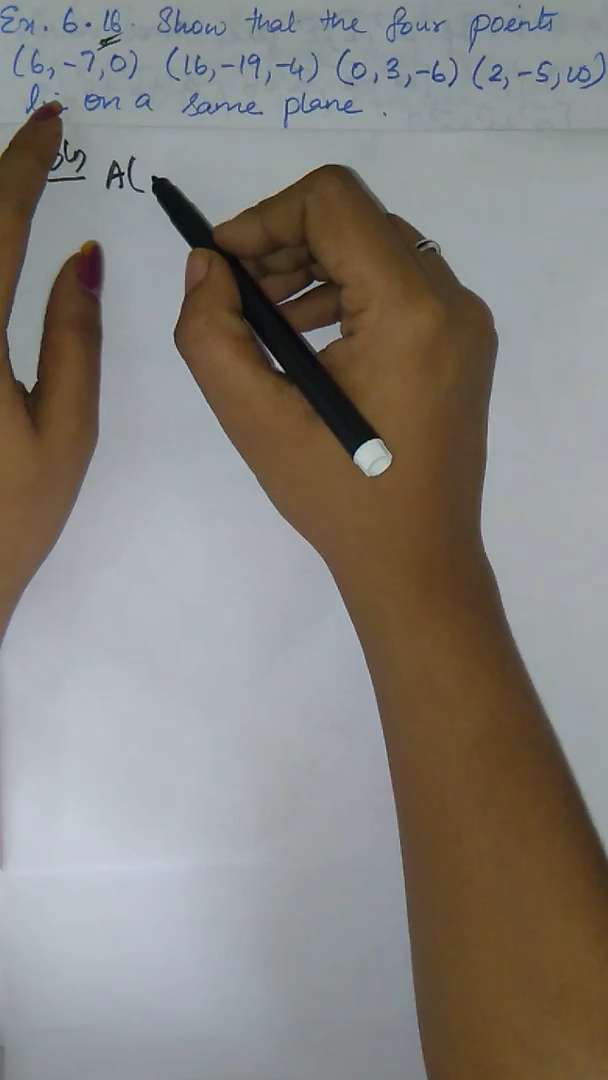 Ex. 6.16. Show that the four points
(6,-7,0) (16,-19,-4) (0,3,-6) (2,-5,10)
on a same plane.
A(